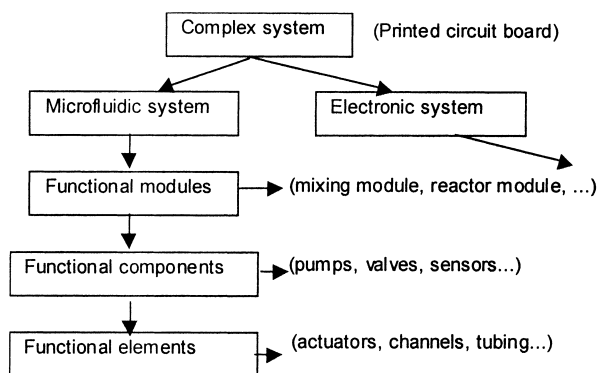 Complex system (Printed circuit board)
Microfluidic system Electronic system
Functional modules (mixing module, reactor module, ...)
Functional components (pumps, valves, sensors...)
Functional elements (actuators, channels, tubing...)